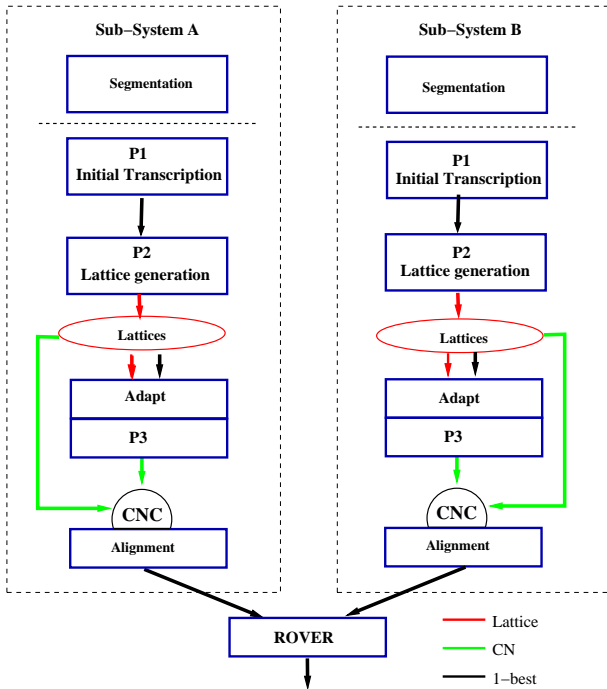 Sub−System A
Segmentation
P1
Initial Transcription
P2
Lattice generation
Lattices
Adapt
P3
CNC
Alignment
Sub−System B
Segmentation
P1
Initial Transcription
P2
Lattice generation
Lattices
Adapt
P3
CNC
Alignment
ROVER
Lattice
CN
1−best